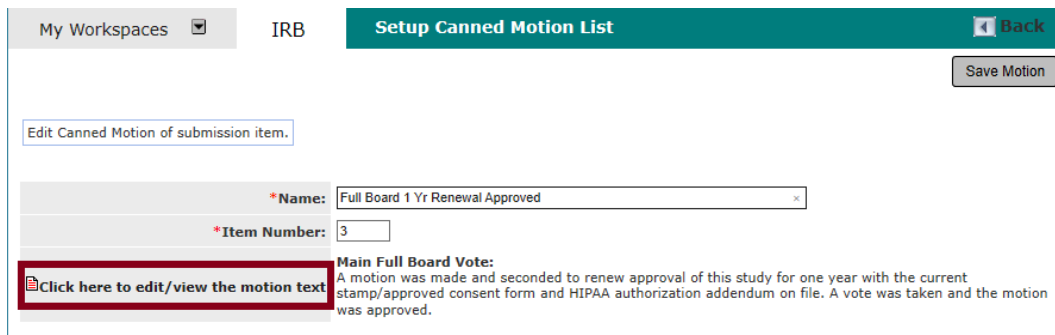 My Workspaces IRB Setup Canned Motion List Back
Save Motion
Edit Canned Motion of submission item.
*Name: Full Board 1 Yr Renewal Approved ×
*Item Number: 3
Click here to edit/view the motion text
Main Full Board Vote:
A motion was made and seconded to renew approval of this study for one year with the current
stamp/approved consent form and HIPAA authorization addendum on file. A vote was taken and the motion
was approved.